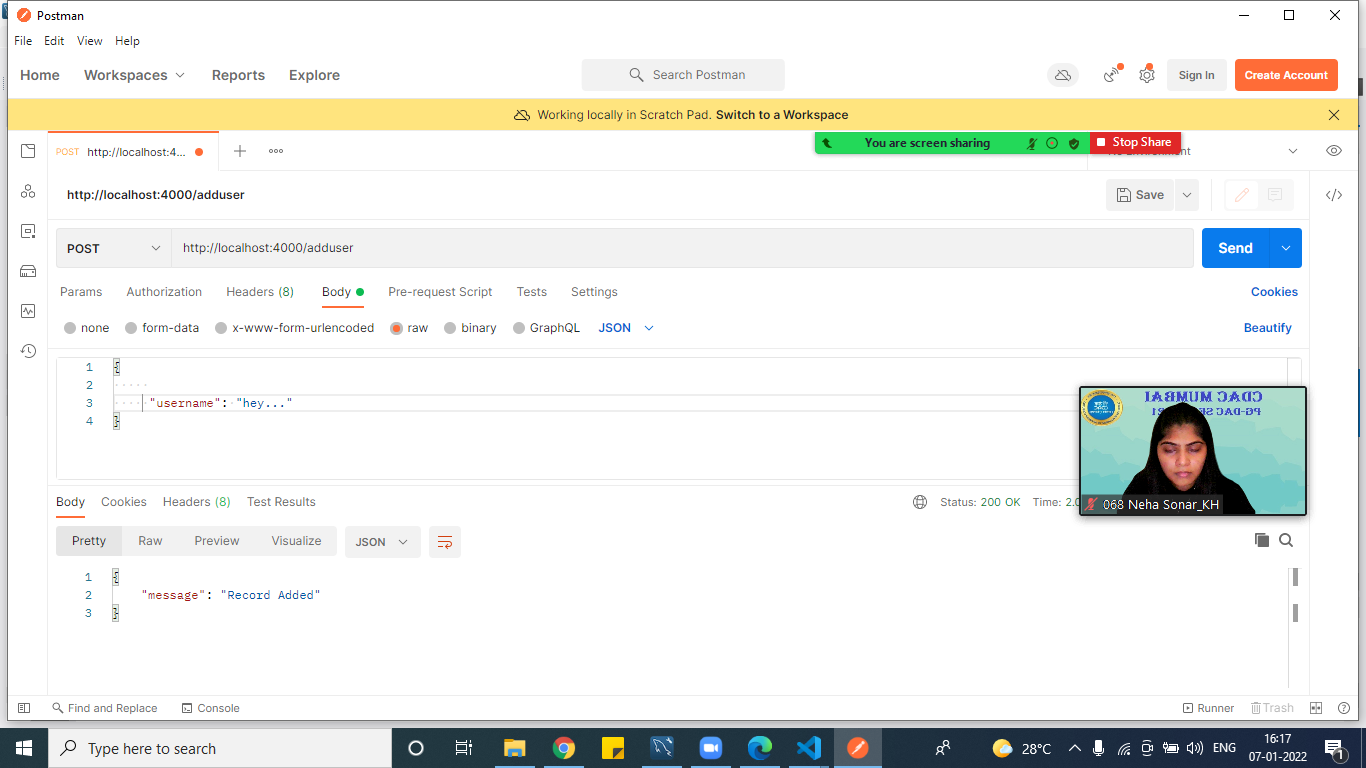 Postman
File Edit View Help
Home Workspaces Reports Explore Search Postman Sign In Create Account
Working locally in Scratch Pad. Switch to a Workspace
POST http://localhost:4... You are screen sharing Stop Share
http://localhost:4000/adduser Save
POST http://localhost:4000/adduser Send
Params Authorization Headers (8) Body Pre-request Script Tests Settings Cookies
none form-data x-www-form-urlencoded raw binary GraphQL JSON Beautify
1 {
2
3 "username": "hey..."
4 }
CDAC MUMBAI
068 Neha Sonar_KH
Body Cookies Headers (8) Test Results Status: 200 OK Time: 2.0
Pretty Raw Preview Visualize JSON
1 {
2 "message": "Record Added"
3 }
Find and Replace Console Runner Trash
Type here to search 28°C ENG 16:17
07-01-2022 1